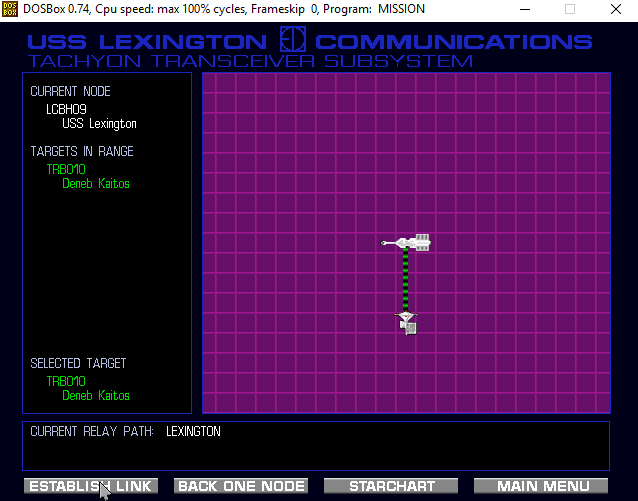 DOS
BOX
DOSBox 0.74, Cpu speed: max 100% cycles, Frameskip 0, Program: MISSION
USS LEXINGTON COMMUNICATIONS
TACHYON TRANSCEIVER SUBSYSTEM
CURRENT NODE
LCBH09
USS Lexington
TARGETS IN RANGE
TRB010
Deneb Kaitos
SELECTED TARGET
TRB010
Deneb Kaitos
CURRENT RELAY PATH: LEXINGTON
ESTABLISH LINK BACK ONE NODE STARCHART MAIN MENU